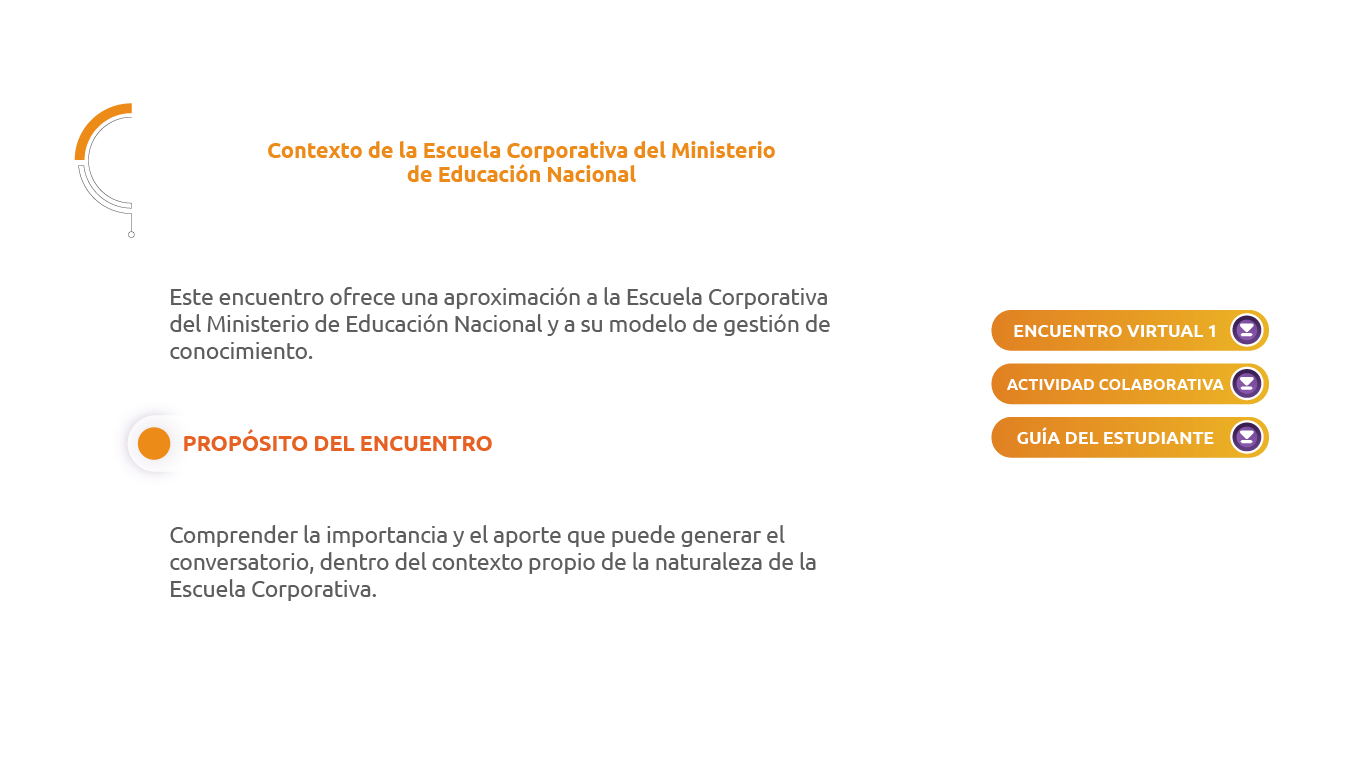 Contexto de la Escuela Corporativa del Ministerio
de Educación Nacional
Este encuentro ofrece una aproximación a la Escuela Corporativa
del Ministerio de Educación Nacional y a su modelo de gestión de
conocimiento.
PROPÓSITO DEL ENCUENTRO
Comprender la importancia y el aporte que puede generar el
conversatorio, dentro del contexto propio de la naturaleza de la
Escuela Corporativa.
ENCUENTRO VIRTUAL 1
ACTIVIDAD COLABORATIVA
GUÍA DEL ESTUDIANTE